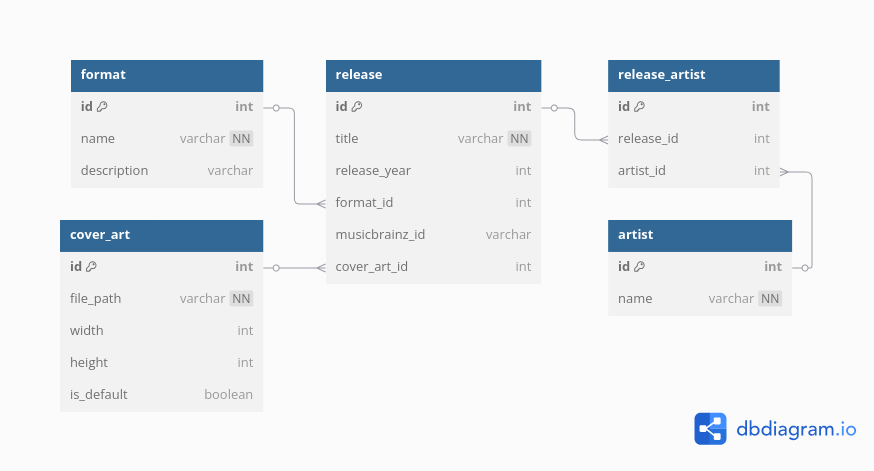 format
id int
name varchar NN
description varchar
cover_art
id int
file_path varchar NN
width int
height int
is_default boolean
release
id int
title varchar NN
release_year int
format_id int
musicbrainz_id varchar
cover_art_id int
release_artist
id int
release_id int
artist_id int
artist
id int
name varchar NN
dbdiagram.io